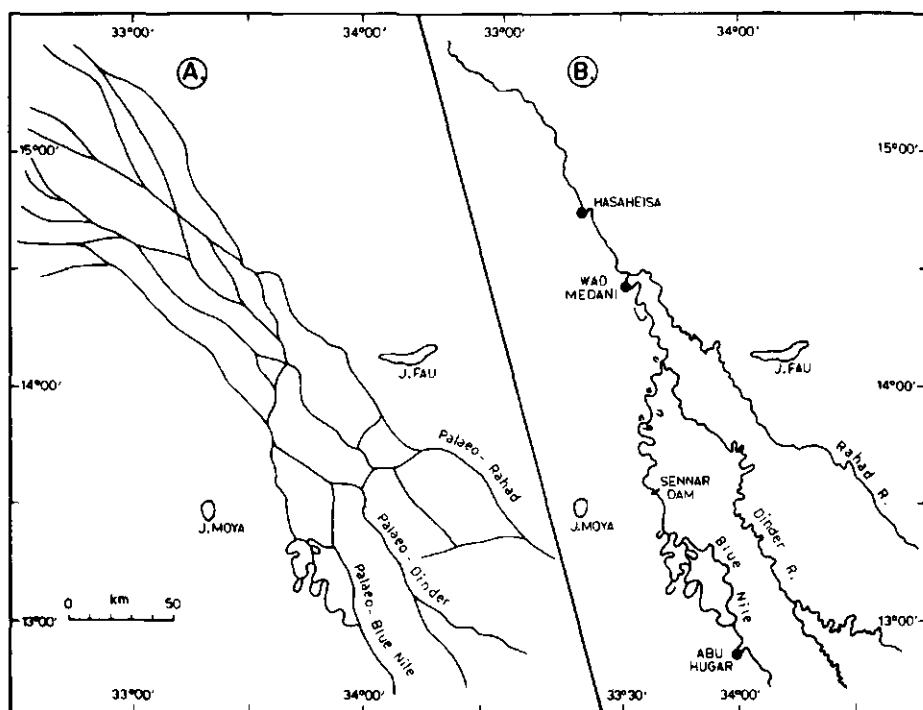 33°00'
34°00'
33°00'
34°00'
A.
B.
15°00'
15°00'
HASAHEISA
WAD
MEDANI
J. FAU
J. FAU
14°00'
14°00'
Palaeo - Rahad
Rahad R.
SENNAR
DAM
J. MOYA
J. MOYA
Palaeo - Dinder
Dinder R.
Blue
Nile
Palaeo - Blue Nile
0 km 50
13°00'
13°00'
ABU
HUGAR
33°00'
34°00'
33°30'
34°00'